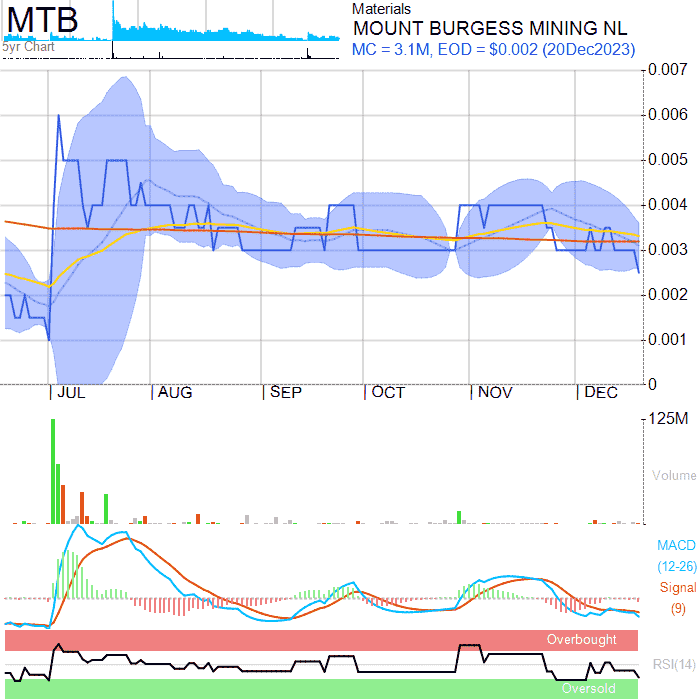 MTB
5yr Chart
Materials
MOUNT BURGESS MINING NL
MC = 3.1M, EOD = $0.002 (20Dec2023)
0.007
0.006
0.005
0.004
0.003
0.002
0.001
0
JUL AUG SEP OCT NOV DEC
125M
Volume
MACD
(12-26)
Signal
(9)
Overbought
RSI(14)
Oversold